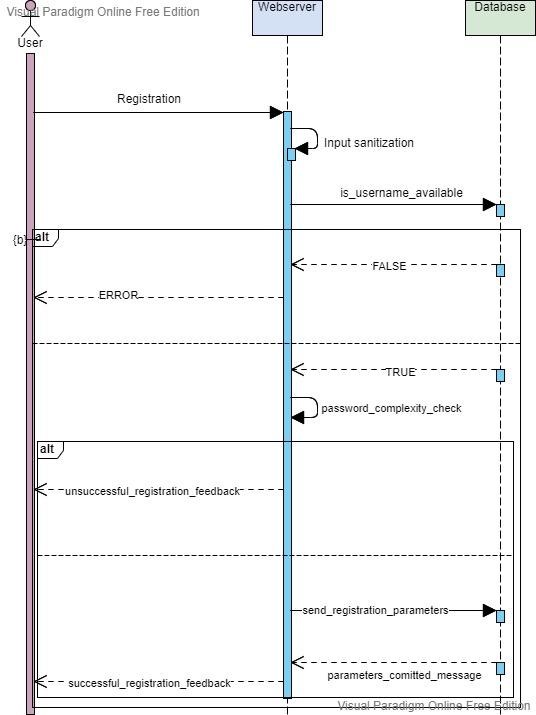 Visual Paradigm Online Free Edition
Webserver
Database
User
Registration
Input sanitization
is_username_available
{b}
alt
FALSE
ERROR
TRUE
password_complexity_check
alt
unsuccessful_registration_feedback
send_registration_parameters
parameters_comitted_message
successful_registration_feedback
Visual Paradigm Online Free Edition